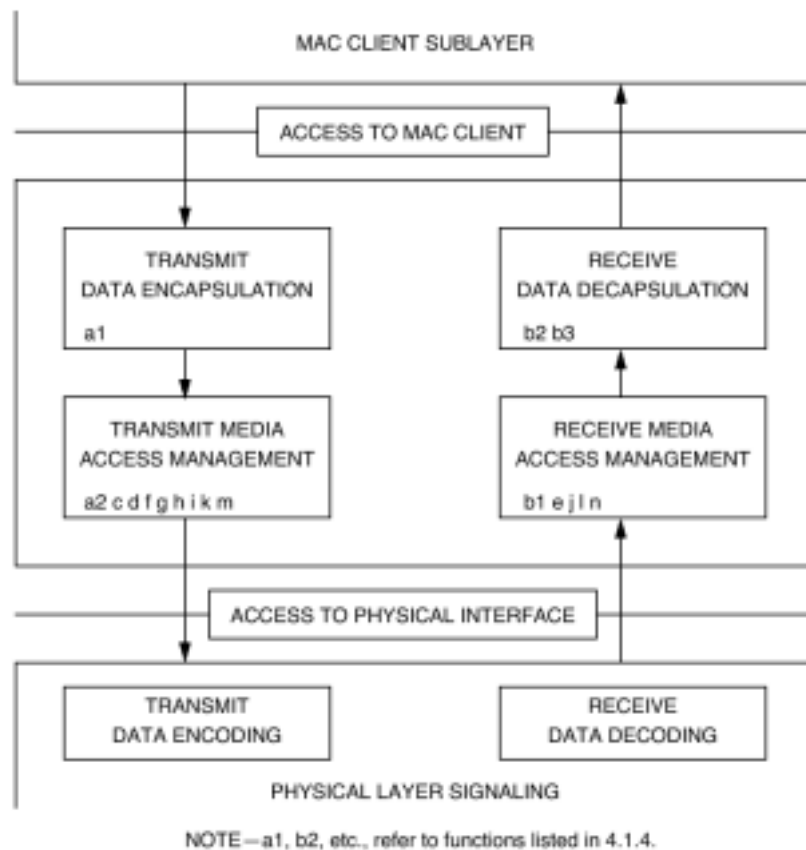 MAC CLIENT SUBLAYER
ACCESS TO MAC CLIENT
TRANSMIT
DATA ENCAPSULATION
a1
RECEIVE
DATA DECAPSULATION
b2 b3
TRANSMIT MEDIA
ACCESS MANAGEMENT
a2 c d f g h i k m
RECEIVE MEDIA
ACCESS MANAGEMENT
b1 e j l n
ACCESS TO PHYSICAL INTERFACE
TRANSMIT
DATA ENCODING
RECEIVE
DATA DECODING
PHYSICAL LAYER SIGNALING
NOTE—a1, b2, etc., refer to functions listed in 4.1.4.